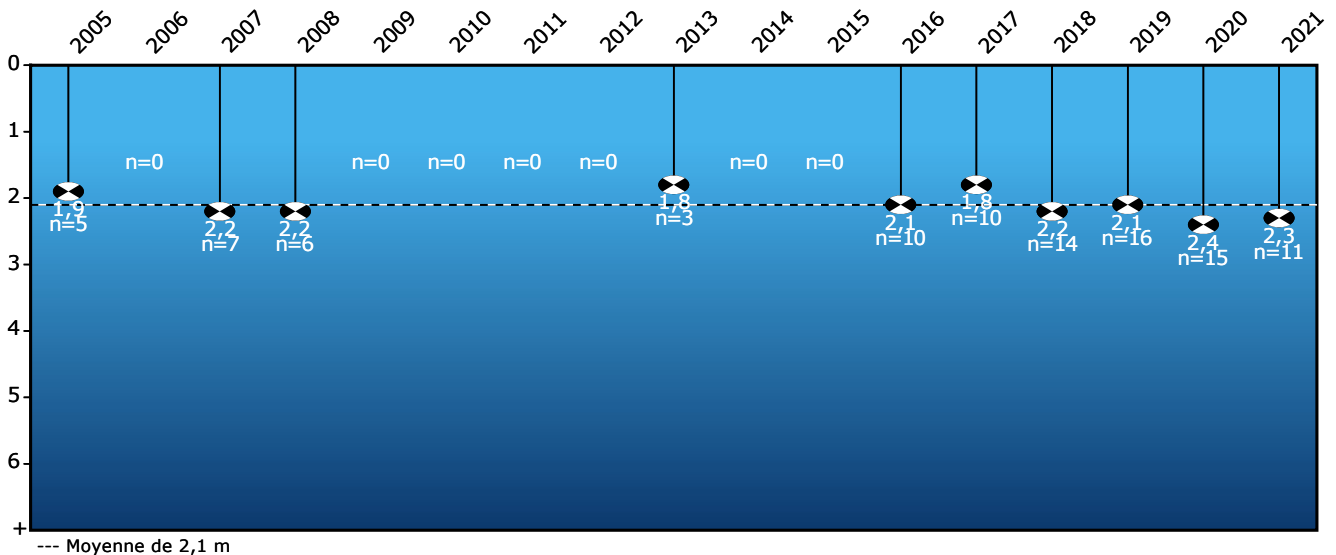 2005 2006 2007 2008 2009 2010 2011 2012 2013 2014 2015 2016 2017 2018 2019 2020 2021
0
1
n=0 n=0 n=0 n=0 n=0 n=0 n=0
2
1,9 2,2 2,2 1,8 2,1 1,8 2,2 2,1 2,4 2,3
n=5 n=7 n=6 n=3 n=10 n=10 n=14 n=16 n=15 n=11
3
4
5
6
+
--- Moyenne de 2,1 m